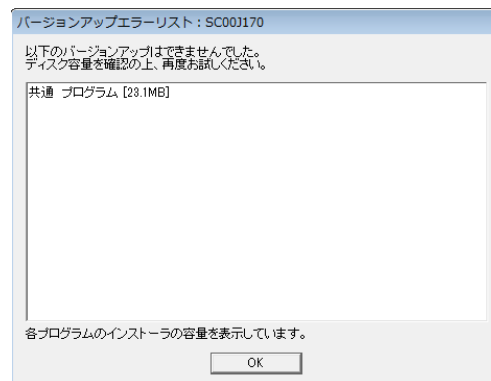 バージョンアップエラーリスト：SC00J170
以下のバージョンアップはできませんでした。
ディスク容量を確認の上、再度お試しください。
共通 プログラム [23.1MB]
各プログラムのインストーラの容量を表示しています。
OK